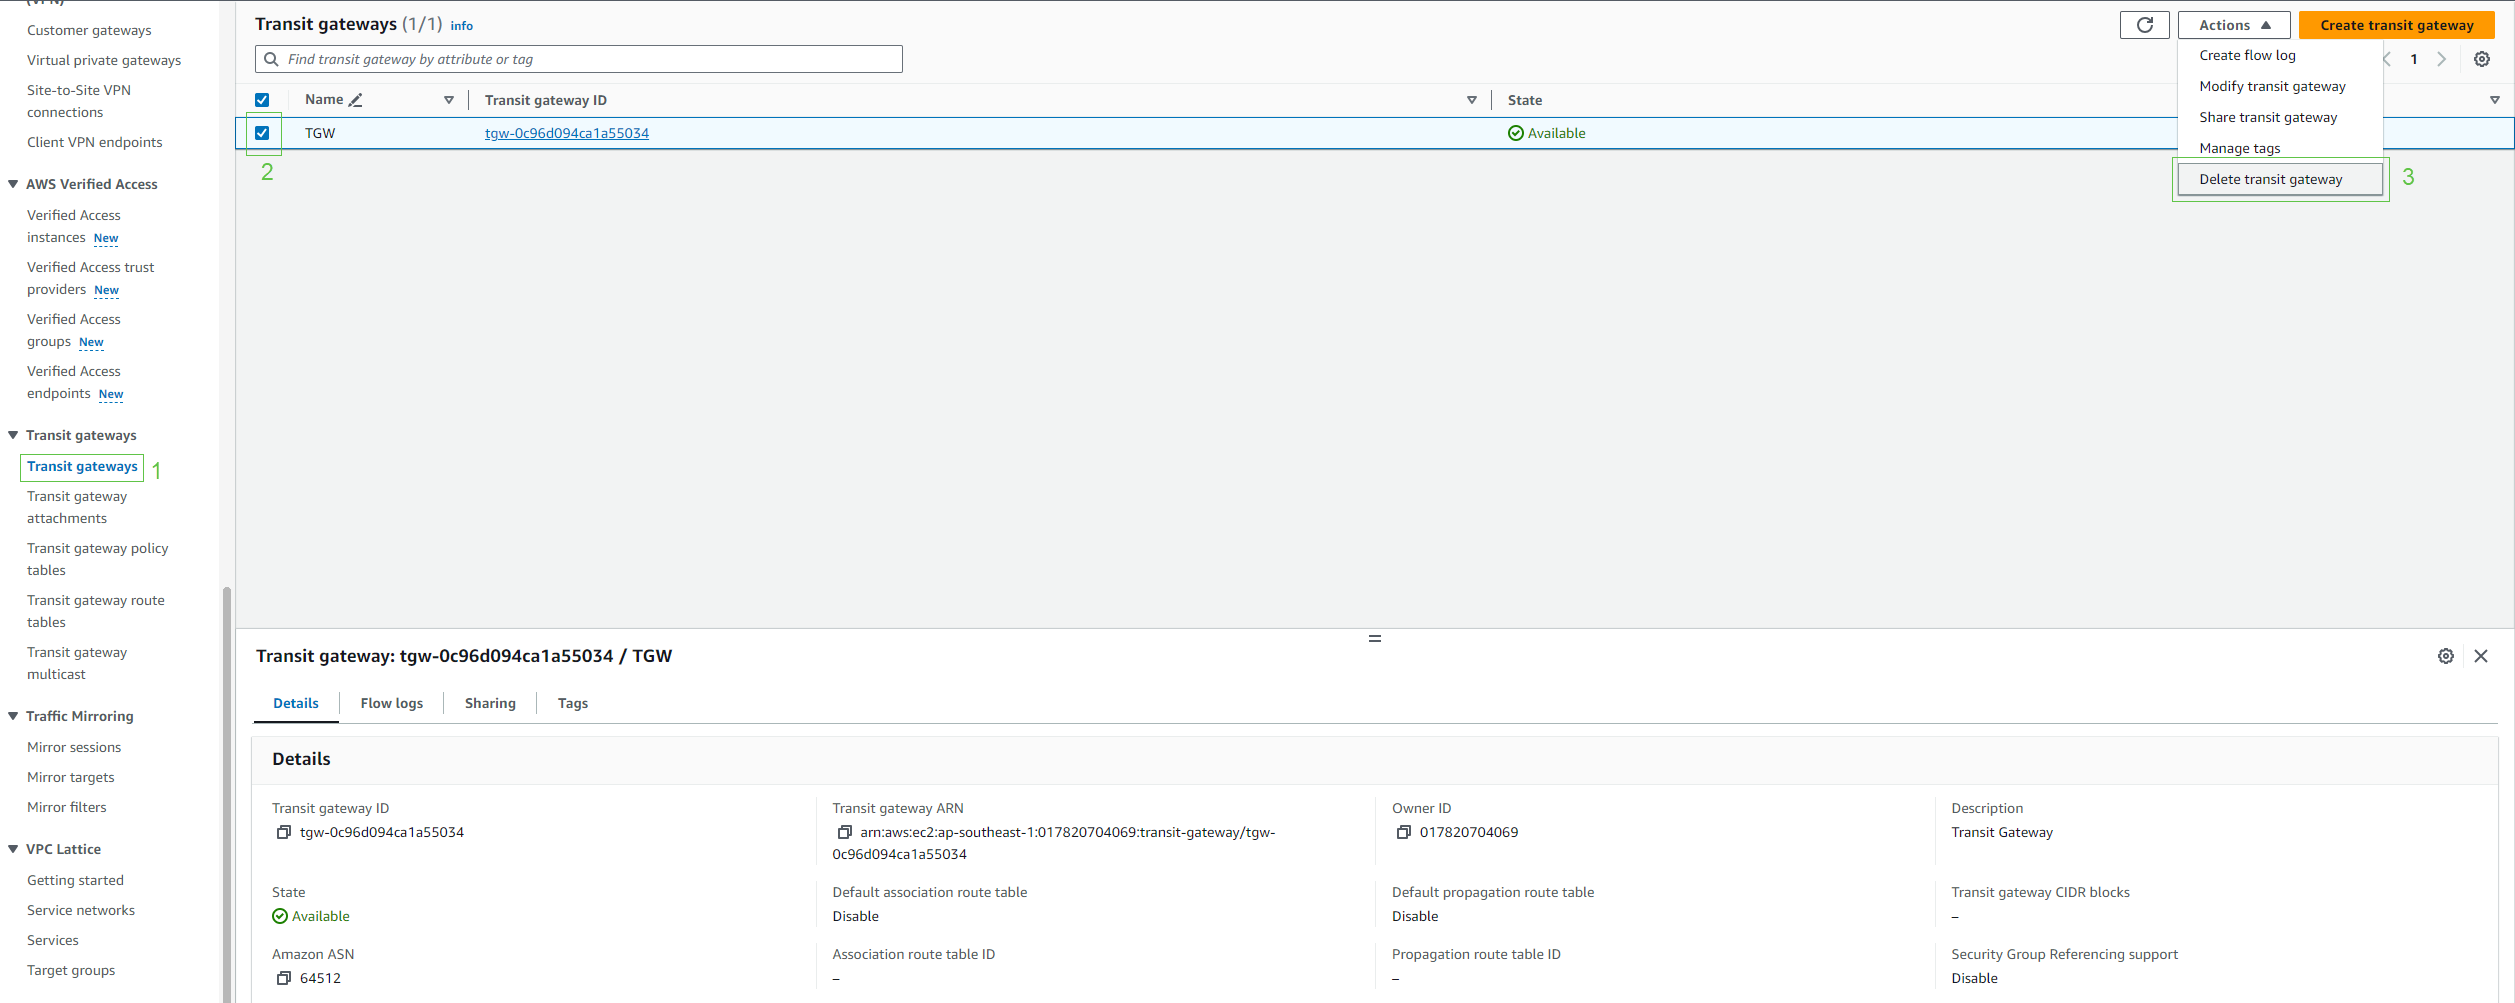 (VPN)
Customer gateways
Virtual private gateways
Site-to-Site VPN
connections
Client VPN endpoints
AWS Verified Access
Verified Access
instances New
Verified Access trust
providers New
Verified Access
groups New
Verified Access
endpoints New
Transit gateways
Transit gateways 1
Transit gateway
attachments
Transit gateway policy
tables
Transit gateway route
tables
Transit gateway
multicast
Traffic Mirroring
Mirror sessions
Mirror targets
Mirror filters
VPC Lattice
Getting started
Service networks
Services
Target groups
Transit gateways (1/1) info
Actions
Create transit gateway
Find transit gateway by attribute or tag
1
Create flow log
Modify transit gateway
Share transit gateway
Manage tags
Delete transit gateway 3
Name Transit gateway ID State
TGW tgw-0c96d094ca1a55034 Available
2
Transit gateway: tgw-0c96d094ca1a55034 / TGW
Details Flow logs Sharing Tags
Details
Transit gateway ID
tgw-0c96d094ca1a55034
Transit gateway ARN
arn:aws:ec2:ap-southeast-1:017820704069:transit-gateway/tgw-
0c96d094ca1a55034
Owner ID
017820704069
Description
Transit Gateway
State
Available
Default association route table
Disable
Default propagation route table
Disable
Transit gateway CIDR blocks
–
Amazon ASN
64512
Association route table ID
–
Propagation route table ID
–
Security Group Referencing support
Disable